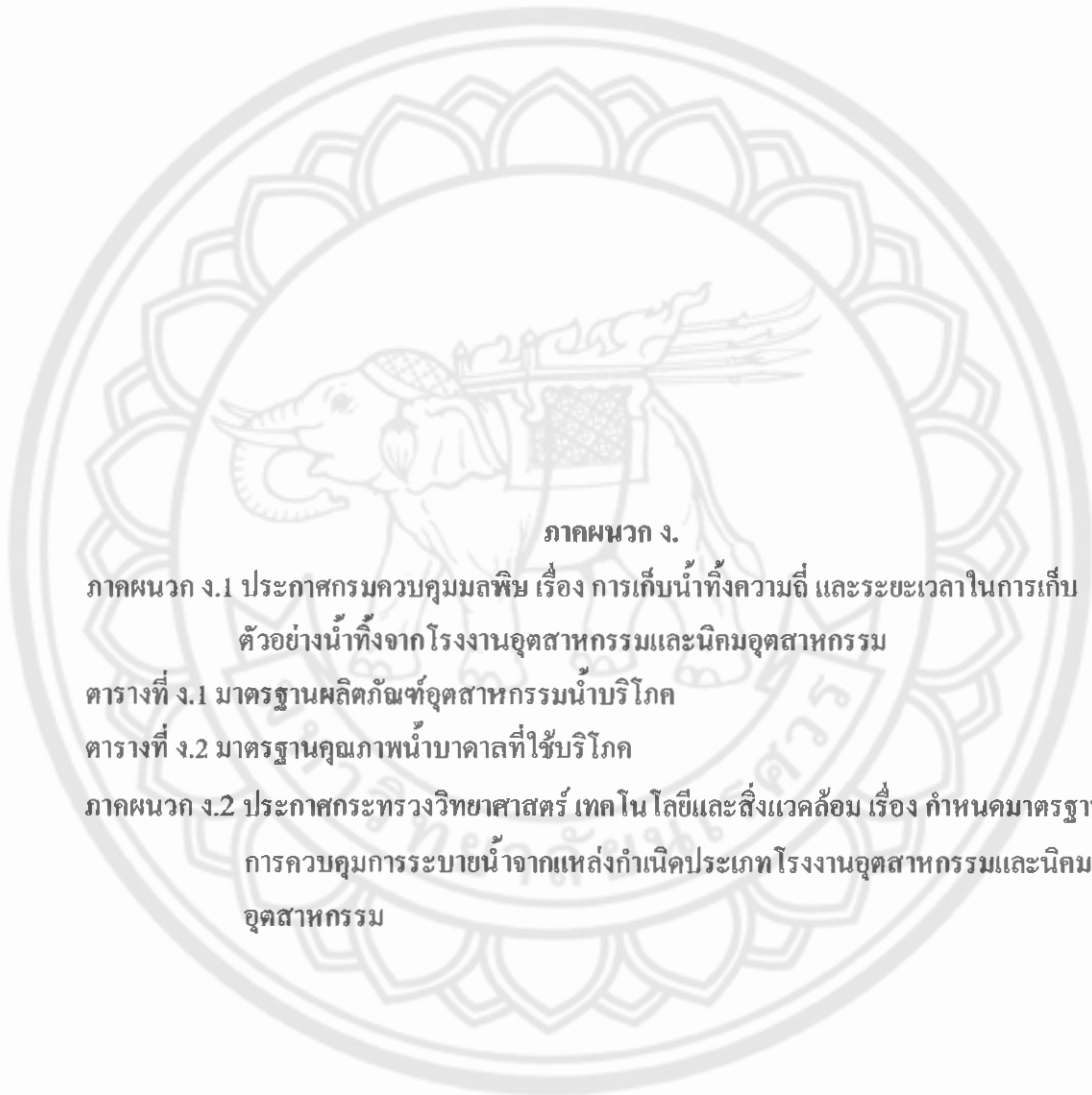 ภาคผนวก ง.
ภาคผนวก ง.1 ประกาศกรมควบคุมมลพิษ เรื่อง การเก็บน้ำทิ้งความถี่ และระยะเวลาในการเก็บ
ตัวอย่างน้ำทิ้งจากโรงงานอุตสาหกรรมและนิคมอุตสาหกรรม
ตารางที่ ง.1 มาตรฐานผลิตภัณฑ์อุตสาหกรรมน้ำบริโภค
ตารางที่ ง.2 มาตรฐานคุณภาพน้ำบาดาลที่ใช้บริโภค
ภาคผนวก ง.2 ประกาศกระทรวงวิทยาศาสตร์ เทคโนโลยีและสิ่งแวดล้อม เรื่อง กำหนดมาตรฐา
การควบคุมการระบายน้ำจากแหล่งกำเนิดประเภทโรงงานอุตสาหกรรมและนิคม
อุตสาหกรรม
มหาวิทยาลัยนเรศวร